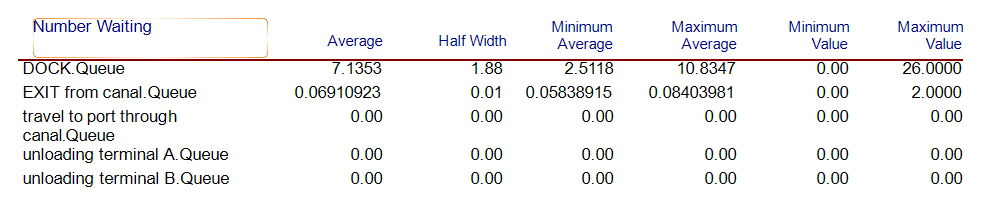 Number Waiting
Average Half Width Minimum Average Maximum Average Minimum Value Maximum Value
DOCK.Queue 7.1353 1.88 2.5118 10.8347 0.00 26.0000
EXIT from canal.Queue 0.06910923 0.01 0.05838915 0.08403981 0.00 2.0000
travel to port through 0.00 0.00 0.00 0.00 0.00 0.00
canal.Queue
unloading terminal A.Queue 0.00 0.00 0.00 0.00 0.00 0.00
unloading terminal B.Queue 0.00 0.00 0.00 0.00 0.00 0.00